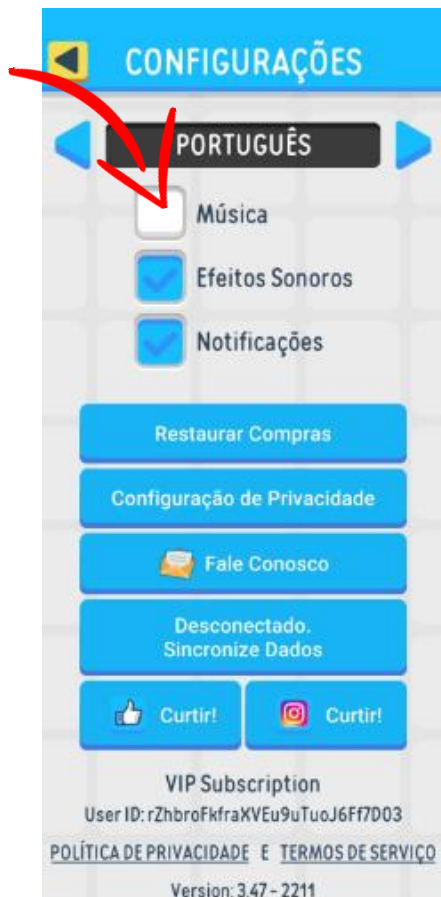 CONFIGURAÇÕES
PORTUGUÊS
Música
Efeitos Sonoros
Notificações
Restaurar Compras
Configuração de Privacidade
Fale Conosco
Desconectado.
Sincronize Dados
Curtir! Curtir!
VIP Subscription
User ID: rZhbroFkfraXVEu9uTuoJ6Ff7D03
POLÍTICA DE PRIVACIDADE E TERMOS DE SERVIÇO
Version: 3.47 - 2211